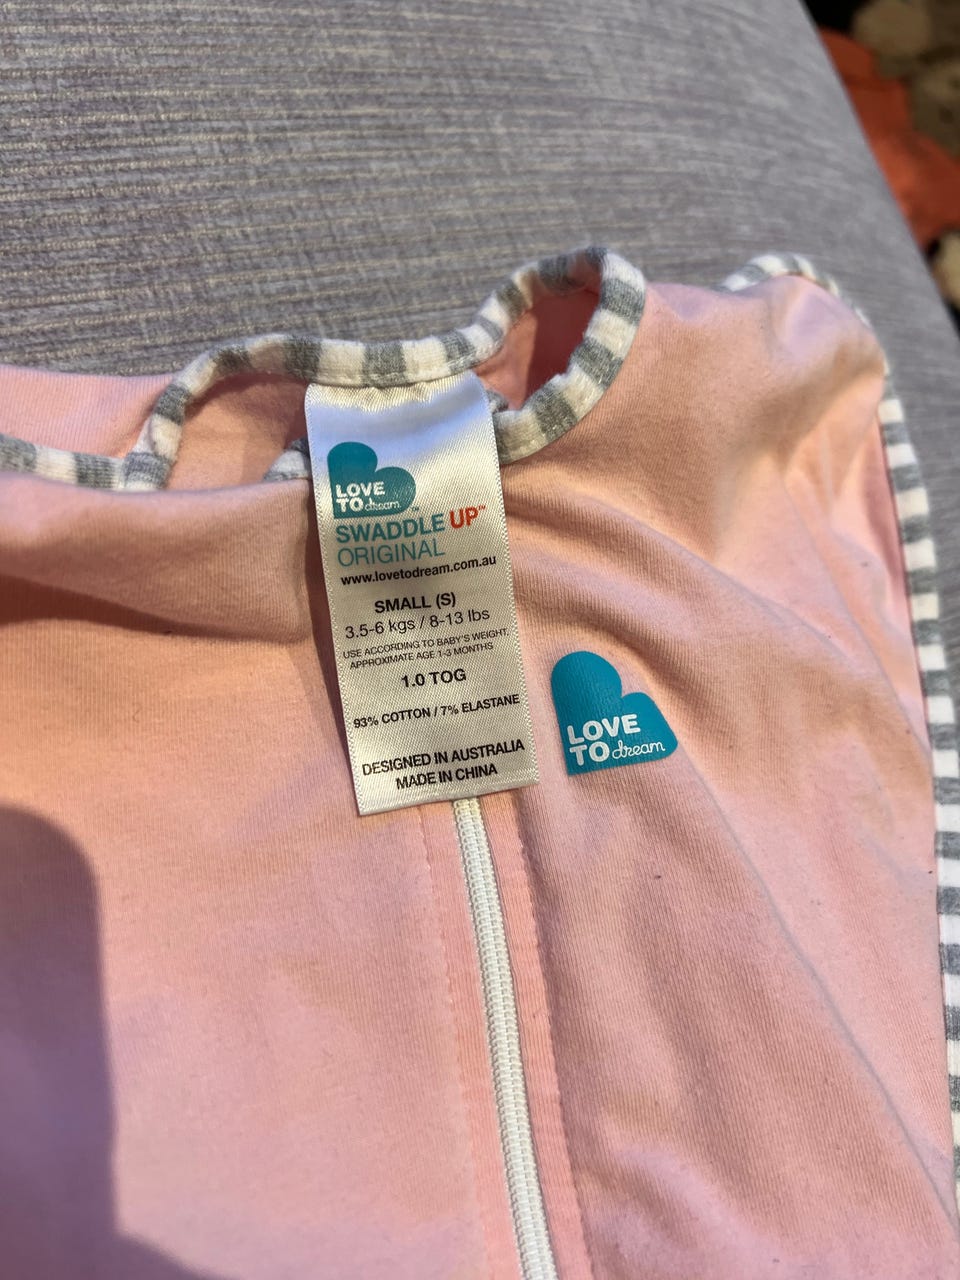 LOVE
TO dream™
SWADDLE UP™
ORIGINAL
www.lovetodream.com.au
SMALL (S)
3.5-6 kgs / 8-13 lbs
USE ACCORDING TO BABY'S WEIGHT.
APPROXIMATE AGE 1-3 MONTHS
1.0 TOG
93% COTTON / 7% ELASTANE
DESIGNED IN AUSTRALIA
MADE IN CHINA
LOVE
TO dream